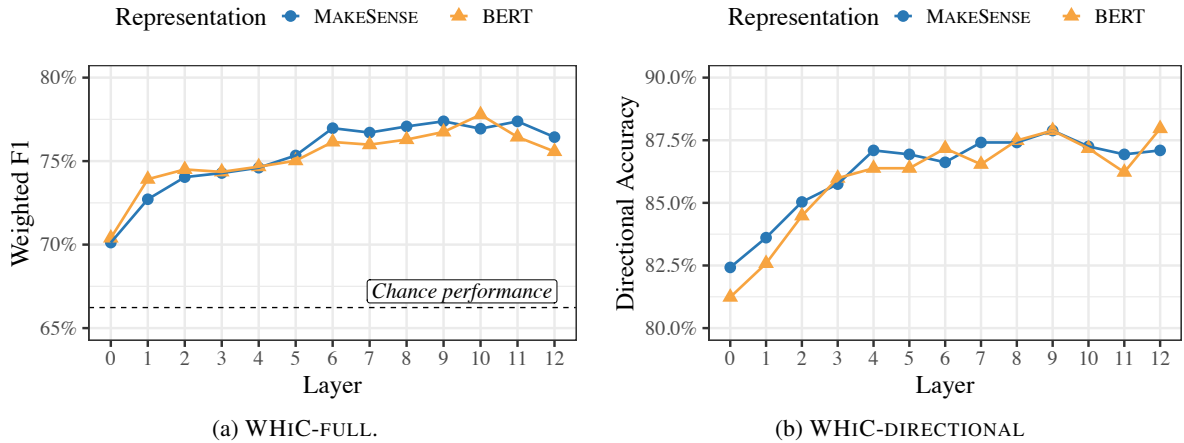 Representation MAKESENSE BERT
80%
75%
70%
65%
Weighted F1
Chance performance
0 1 2 3 4 5 6 7 8 9 10 11 12
Layer
(a) WHIC-FULL.
Representation MAKESENSE BERT
90.0%
87.5%
85.0%
82.5%
80.0%
Directional Accuracy
0 1 2 3 4 5 6 7 8 9 10 11 12
Layer
(b) WHIC-DIRECTIONAL